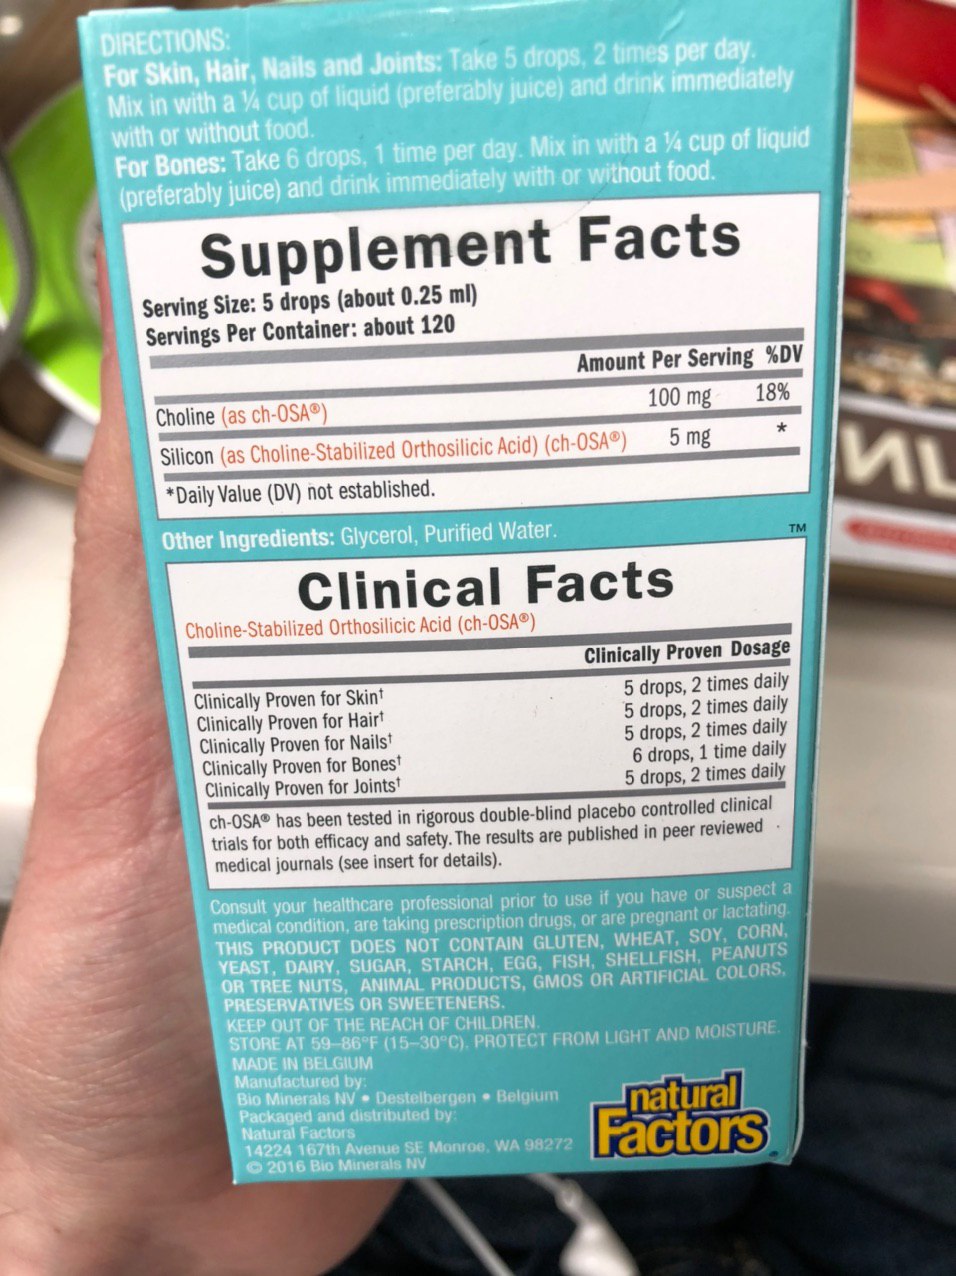 DIRECTIONS:
For Skin, Hair, Nails and Joints: Take 5 drops, 2 times per day.
Mix in with a ¼ cup of liquid (preferably juice) and drink immediately
with or without food.
For Bones: Take 6 drops, 1 time per day. Mix in with a ¼ cup of liquid
(preferably juice) and drink immediately with or without food.
Supplement Facts
Serving Size: 5 drops (about 0.25 ml)
Servings Per Container: about 120
Amount Per Serving %DV
Choline (as ch-OSA®) 100 mg 18%
Silicon (as Choline-Stabilized Orthosilicic Acid) (ch-OSA®) 5 mg *
*Daily Value (DV) not established.
Other Ingredients: Glycerol, Purified Water.
TM
Clinical Facts
Choline-Stabilized Orthosilicic Acid (ch-OSA®)
Clinically Proven Dosage
Clinically Proven for Skin† 5 drops, 2 times daily
Clinically Proven for Hair† 5 drops, 2 times daily
Clinically Proven for Nails† 5 drops, 2 times daily
Clinically Proven for Bones† 6 drops, 1 time daily
Clinically Proven for Joints† 5 drops, 2 times daily
ch-OSA® has been tested in rigorous double-blind placebo controlled clinical
trials for both efficacy and safety. The results are published in peer reviewed
medical journals (see insert for details).
Consult your healthcare professional prior to use if you have or suspect a
medical condition, are taking prescription drugs, or are pregnant or lactating.
THIS PRODUCT DOES NOT CONTAIN GLUTEN, WHEAT, SOY, CORN,
YEAST, DAIRY, SUGAR, STARCH, EGG, FISH, SHELLFISH, PEANUTS
OR TREE NUTS, ANIMAL PRODUCTS, GMOS OR ARTIFICIAL COLORS,
PRESERVATIVES OR SWEETENERS.
KEEP OUT OF THE REACH OF CHILDREN.
STORE AT 59–86°F (15–30°C). PROTECT FROM LIGHT AND MOISTURE.
MADE IN BELGIUM
Manufactured by:
Bio Minerals NV • Destelbergen • Belgium
Packaged and distributed by:
Natural Factors
14224 167th Avenue SE Monroe, WA 98272
© 2016 Bio Minerals NV
natural
Factors®